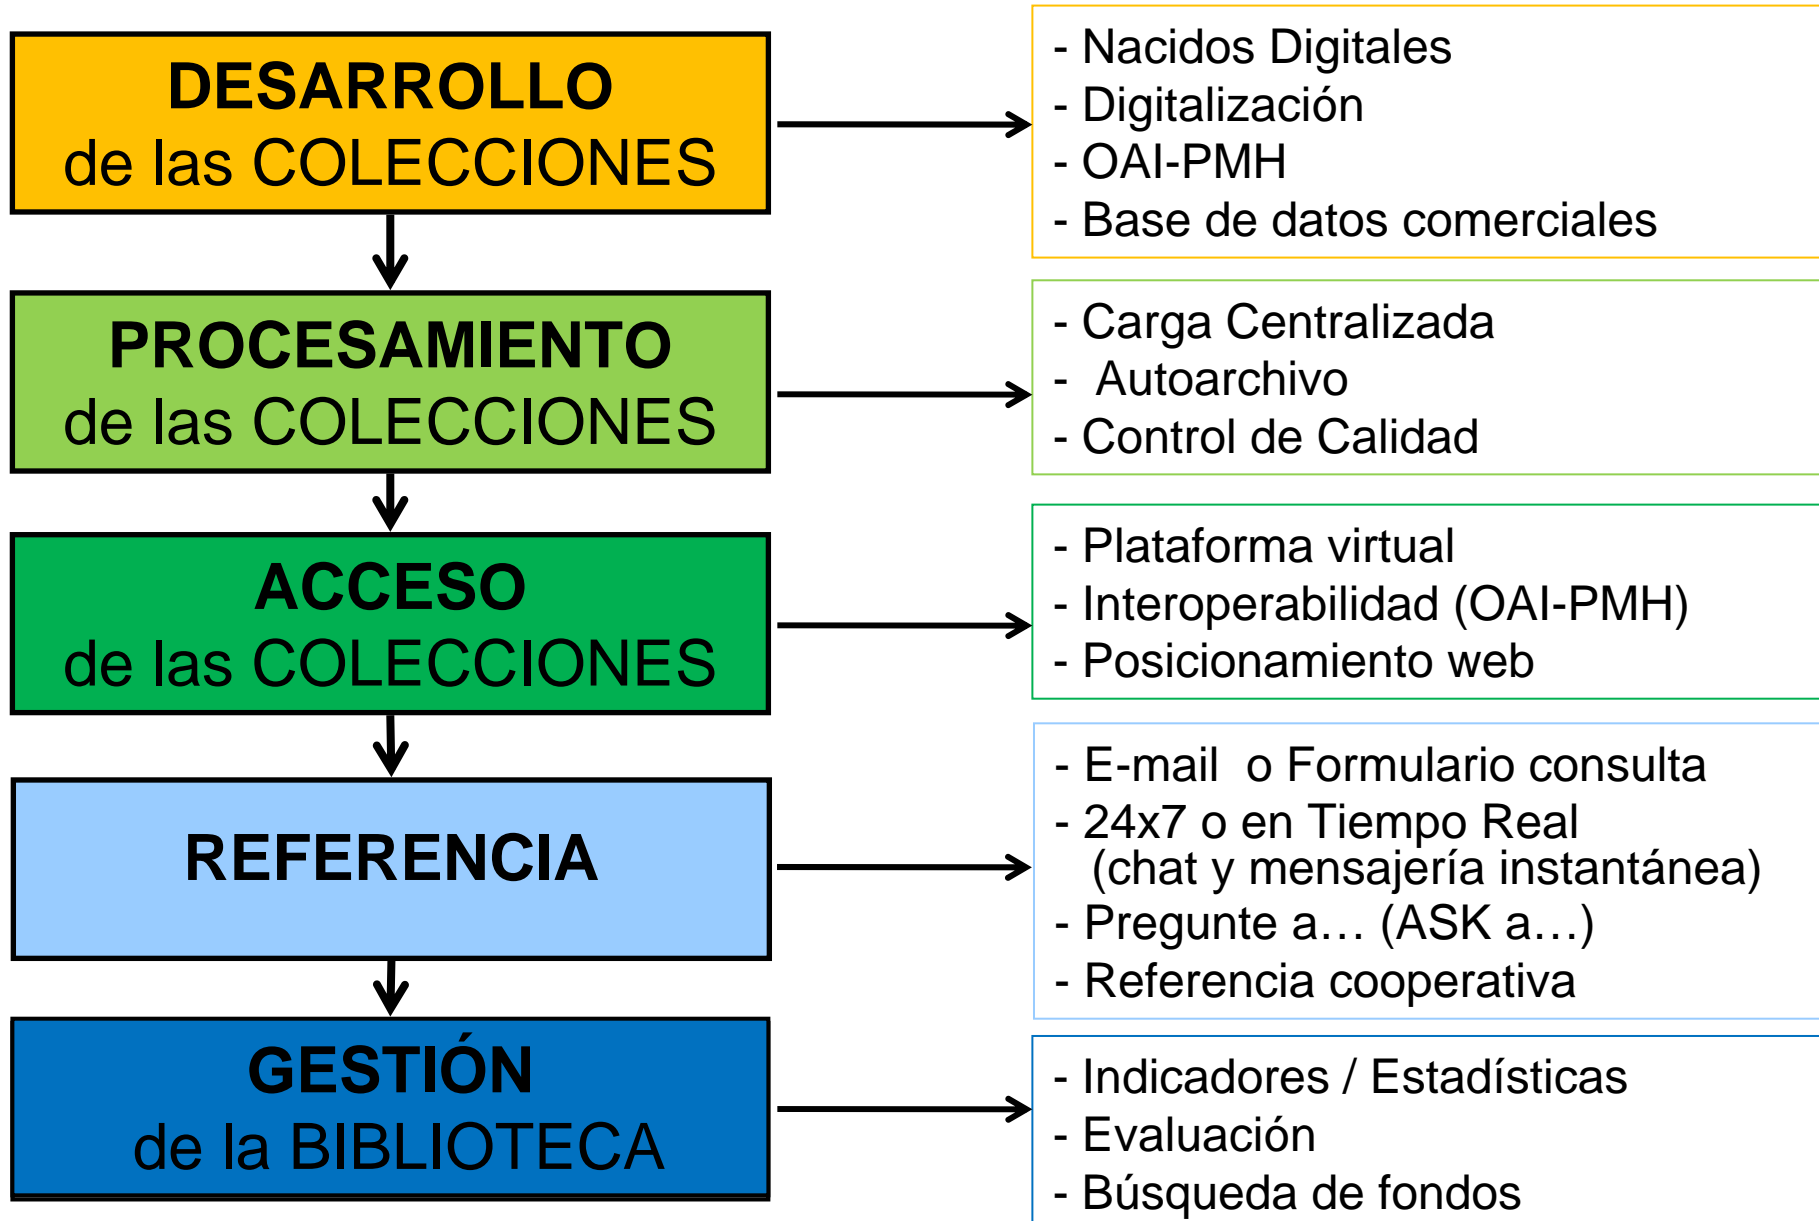 DESARROLLO
de las COLECCIONES
- Nacidos Digitales
- Digitalización
- OAI-PMH
- Base de datos comerciales
PROCESAMIENTO
de las COLECCIONES
- Carga Centralizada
- Autoarchivo
- Control de Calidad
ACCESO
de las COLECCIONES
- Plataforma virtual
- Interoperabilidad (OAI-PMH)
- Posicionamiento web
REFERENCIA
- E-mail o Formulario consulta
- 24x7 o en Tiempo Real
(chat y mensajería instantánéa)
- Pregunte a… (ASK a…)
- Referencia cooperativa
GESTIÓN
de la BIBLIOTECA
- Indicadores / Estadísticas
- Evaluación
- Búsqueda de fondos